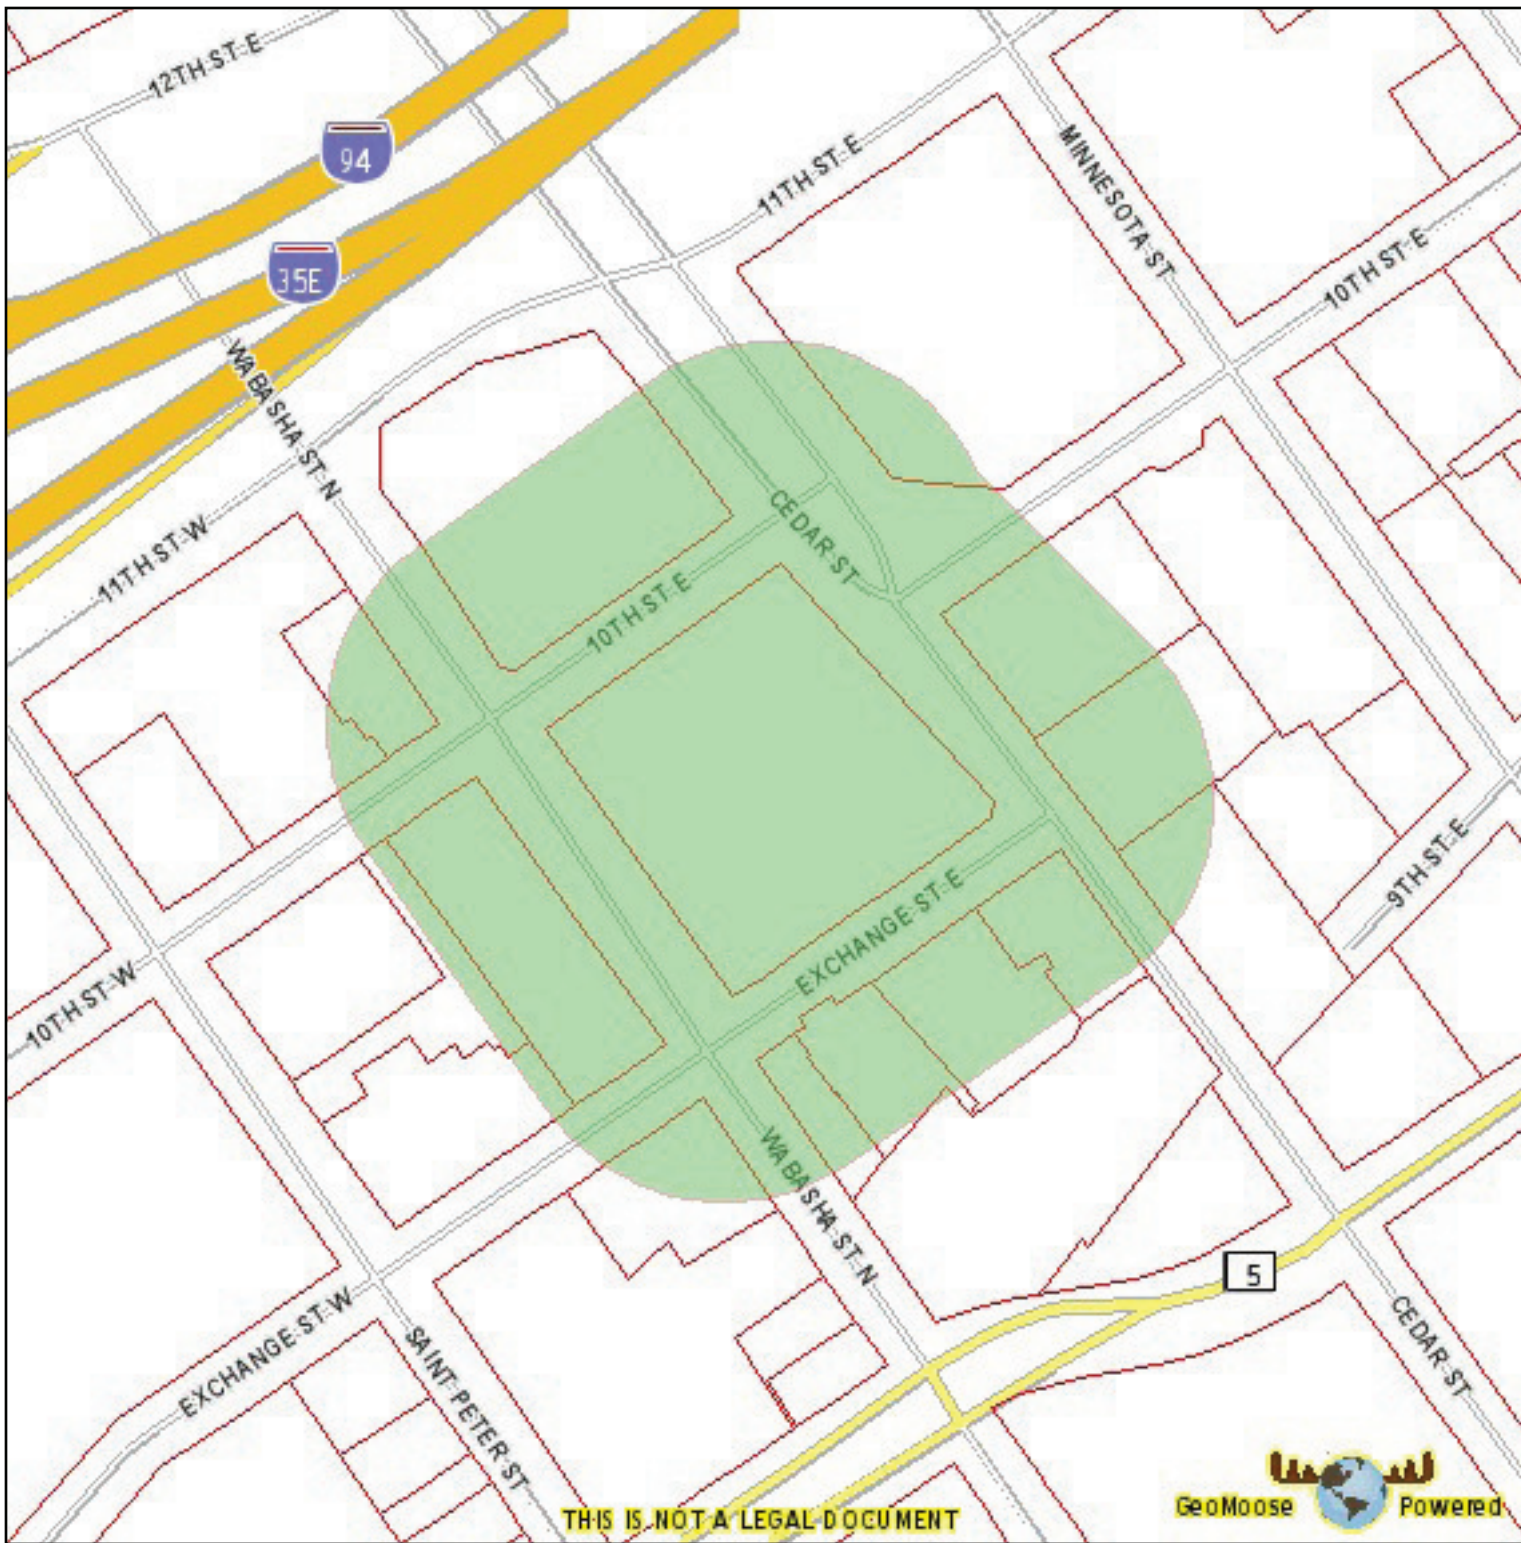 12TH ST E
94
11TH ST E
MINNESOTA ST
35E
10TH ST E
WABASHA ST N
11TH ST W
CEDAR ST
10TH ST E
9TH ST E
EXCHANGE ST E
10TH ST W
WABASHA ST N
5
EXCHANGE ST W
SAINT PETER ST
CEDAR ST
THIS IS NOT A LEGAL DOCUMENT
GeoMoose Powered